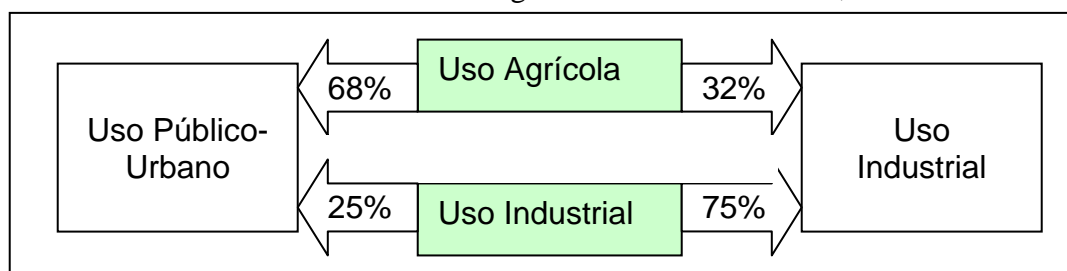 Uso Agrícola
68%
32%
Uso Público-
Urbano
Uso
Industrial
25%
Uso Industrial
75%